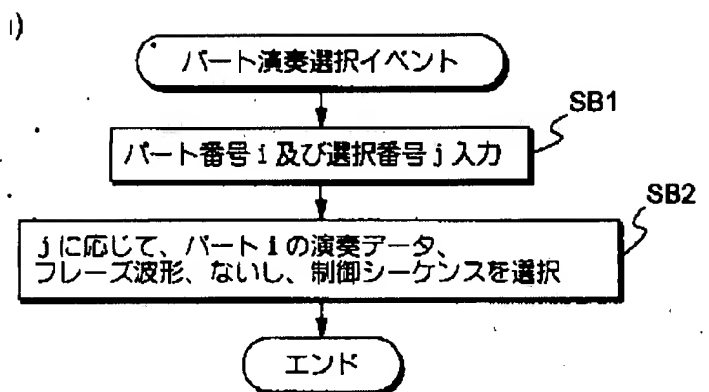 i)
パート演奏選択イベント
SB1
パート番号 i 及び選択番号 j 入力
SB2
j に応じて、パート i の演奏データ、
フレーズ波形、ないし、制御シーケンスを選択
エンド